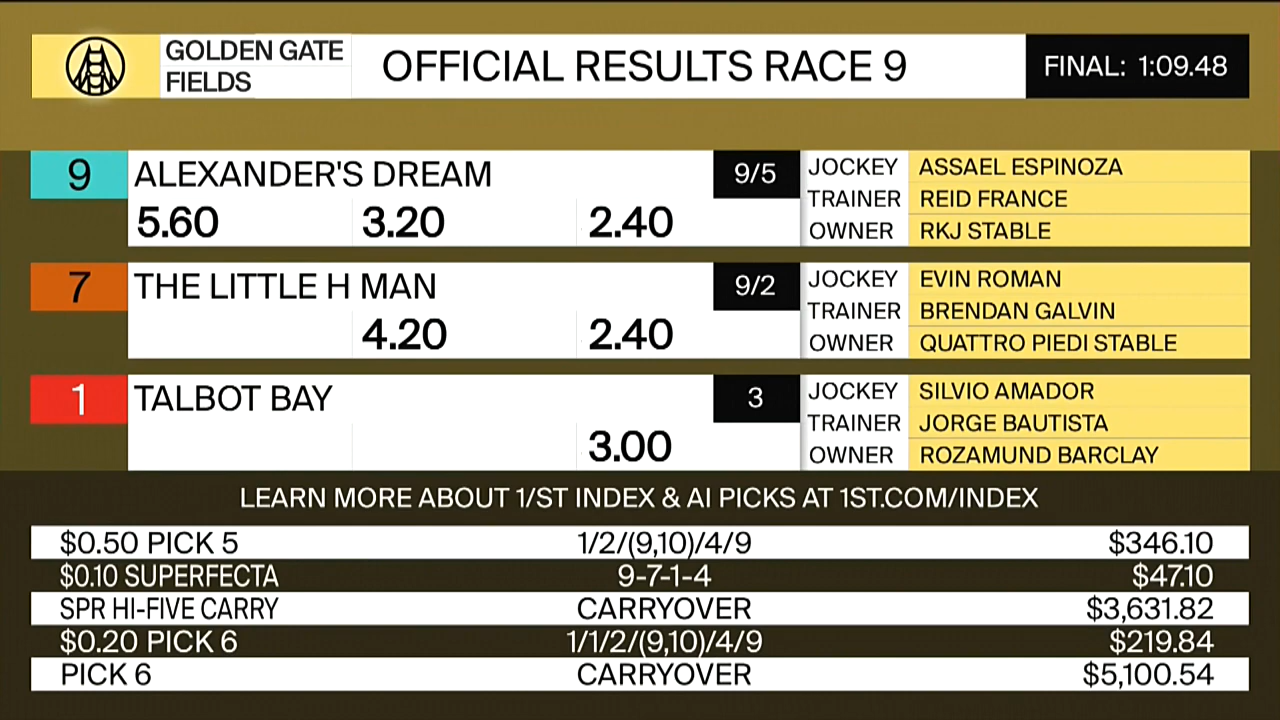 GOLDEN GATE FIELDS
OFFICIAL RESULTS RACE 9
FINAL: 1:09.48
9 ALEXANDER'S DREAM 9/5
5.60 3.20 2.40
JOCKEY ASSAEL ESPINOZA
TRAINER REID FRANCE
OWNER RKJ STABLE
7 THE LITTLE H MAN 9/2
4.20 2.40
JOCKEY EVIN ROMAN
TRAINER BRENDAN GALVIN
OWNER QUATTRO PIEDI STABLE
1 TALBOT BAY 3
3.00
JOCKEY SILVIO AMADOR
TRAINER JORGE BAUTISTA
OWNER ROZAMUND BARCLAY
LEARN MORE ABOUT 1/ST INDEX & AI PICKS AT 1ST.COM/INDEX
$0.50 PICK 5 1/2/(9,10)/4/9 $346.10
$0.10 SUPERFECTA 9-7-1-4 $47.10
SPR HI-FIVE CARRY CARRYOVER $3,631.82
$0.20 PICK 6 1/1/2/(9,10)/4/9 $219.84
PICK 6 CARRYOVER $5,100.54